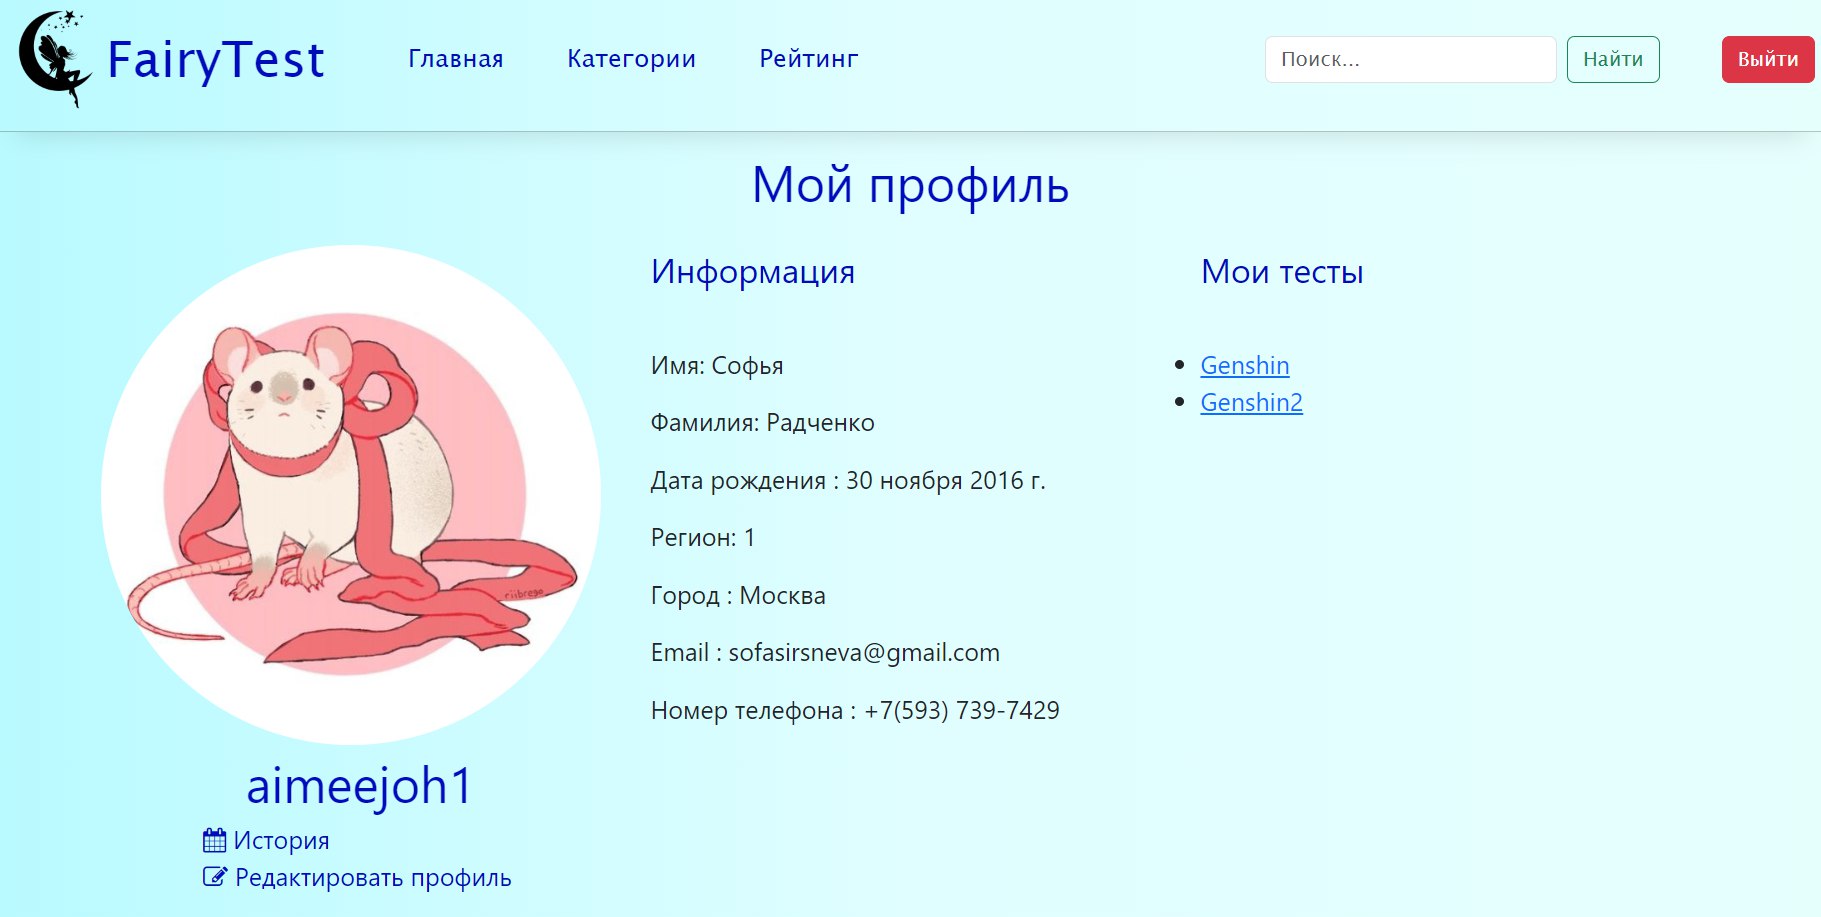 FairyTest
Главная Категории Рейтинг
Поиск... Найти Выйти
Мой профиль
Информация
Имя: Софья
Фамилия: Радченко
Дата рождения : 30 ноября 2016 г.
Регион: 1
Город : Москва
Email : sofasirsneva@gmail.com
Номер телефона : +7(593) 739-7429
Мои тесты
Genshin
Genshin2
riibrego
aimeejoh1
История
Редактировать профиль